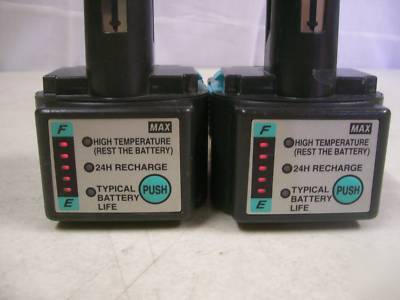 F
MAX
HIGH TEMPERATURE
(REST THE BATTERY)
24H RECHARGE
TYPICAL
BATTERY
LIFE
PUSH
E
F
MAX
HIGH TEMPERATURE
(REST THE BATTERY)
24H RECHARGE
TYPICAL
BATTERY
LIFE
PUSH
E